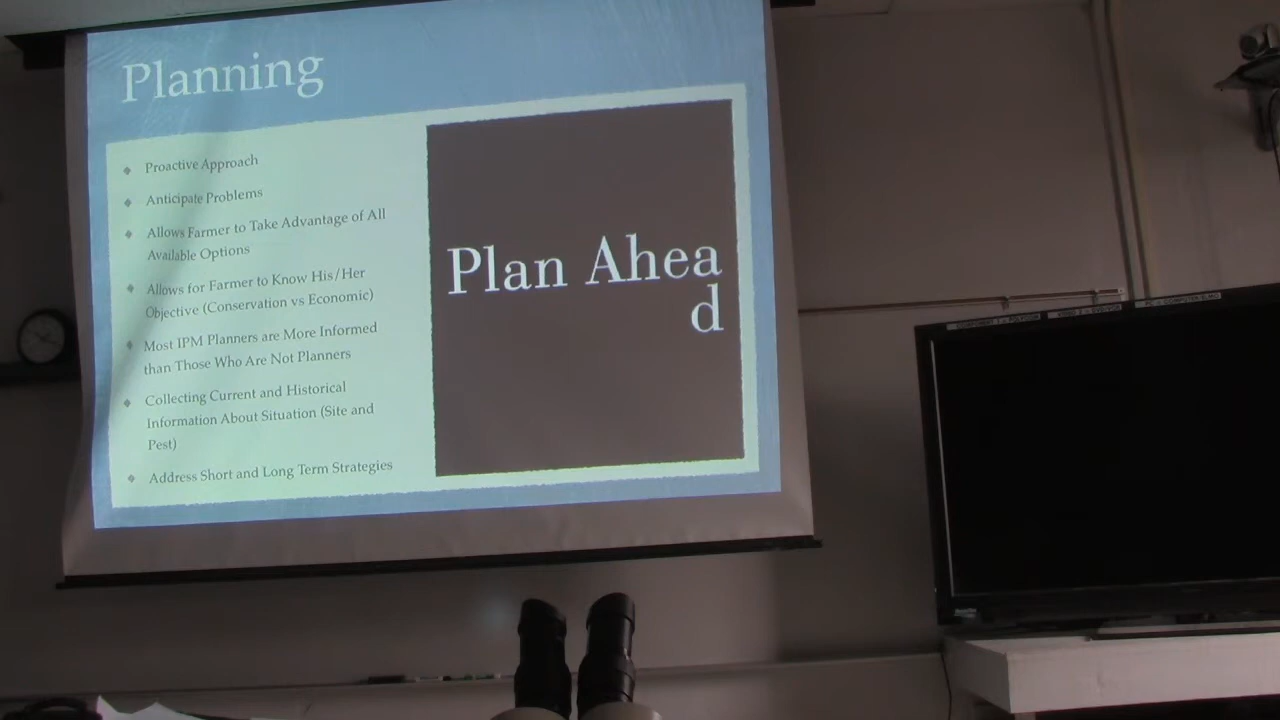 Planning
Proactive Approach
Anticipate Problems
Allows Farmer to Take Advantage of All
Available Options
Allows for Farmer to Know His/Her
Objective (Conservation vs Economic)
Most IPM Planners are More Informed
than Those Who Are Not Planners
Collecting Current and Historical
Information About Situation (Site and
Pest)
Address Short and Long Term Strategies
Plan Ahea
d